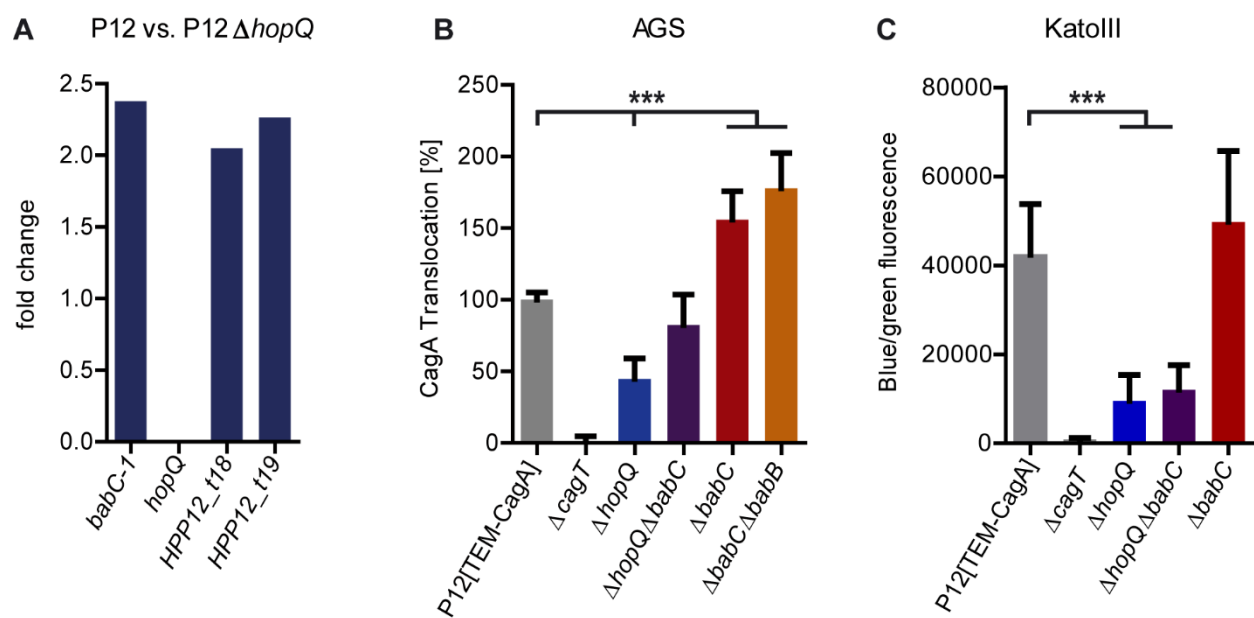 A P12 vs. P12 ΔhopQ
fold change
2.5
2.0
1.5
1.0
0.5
0.0
babC-1
hopQ
HPP12_t18
HPP12_t19
B AGS
CagA Translocation [%]
250
200
150
100
50
0
***
P12[TEM-CagA]
ΔcagT
ΔhopQ
ΔhopQΔbabC
ΔbabC
ΔbabCΔbabB
C KatoIII
Blue/green fluorescence
80000
60000
40000
20000
0
***
P12[TEM-CagA]
ΔcagT
ΔhopQ
ΔhopQΔbabC
ΔbabC